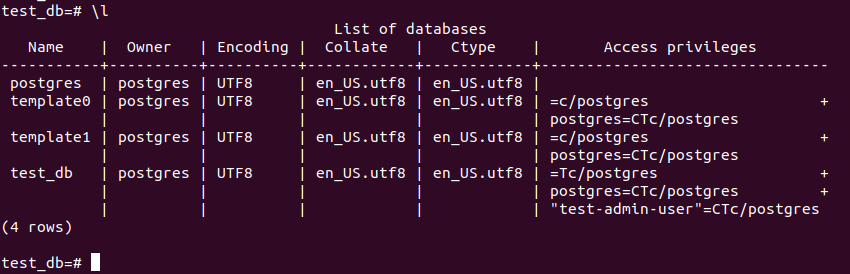 test_db=# \l
                                  List of databases
   Name    |  Owner   | Encoding |  Collate   |   Ctype    |       Access privileges
-----------+----------+----------+------------+------------+--------------------------------
 postgres  | postgres | UTF8     | en_US.utf8 | en_US.utf8 |
 template0 | postgres | UTF8     | en_US.utf8 | en_US.utf8 | =c/postgres                   +
           |          |          |            |            | postgres=CTc/postgres
 template1 | postgres | UTF8     | en_US.utf8 | en_US.utf8 | =c/postgres                   +
           |          |          |            |            | postgres=CTc/postgres
 test_db   | postgres | UTF8     | en_US.utf8 | en_US.utf8 | =Tc/postgres                  +
           |          |          |            |            | postgres=CTc/postgres         +
           |          |          |            |            | "test-admin-user"=CTc/postgres
(4 rows)
test_db=#